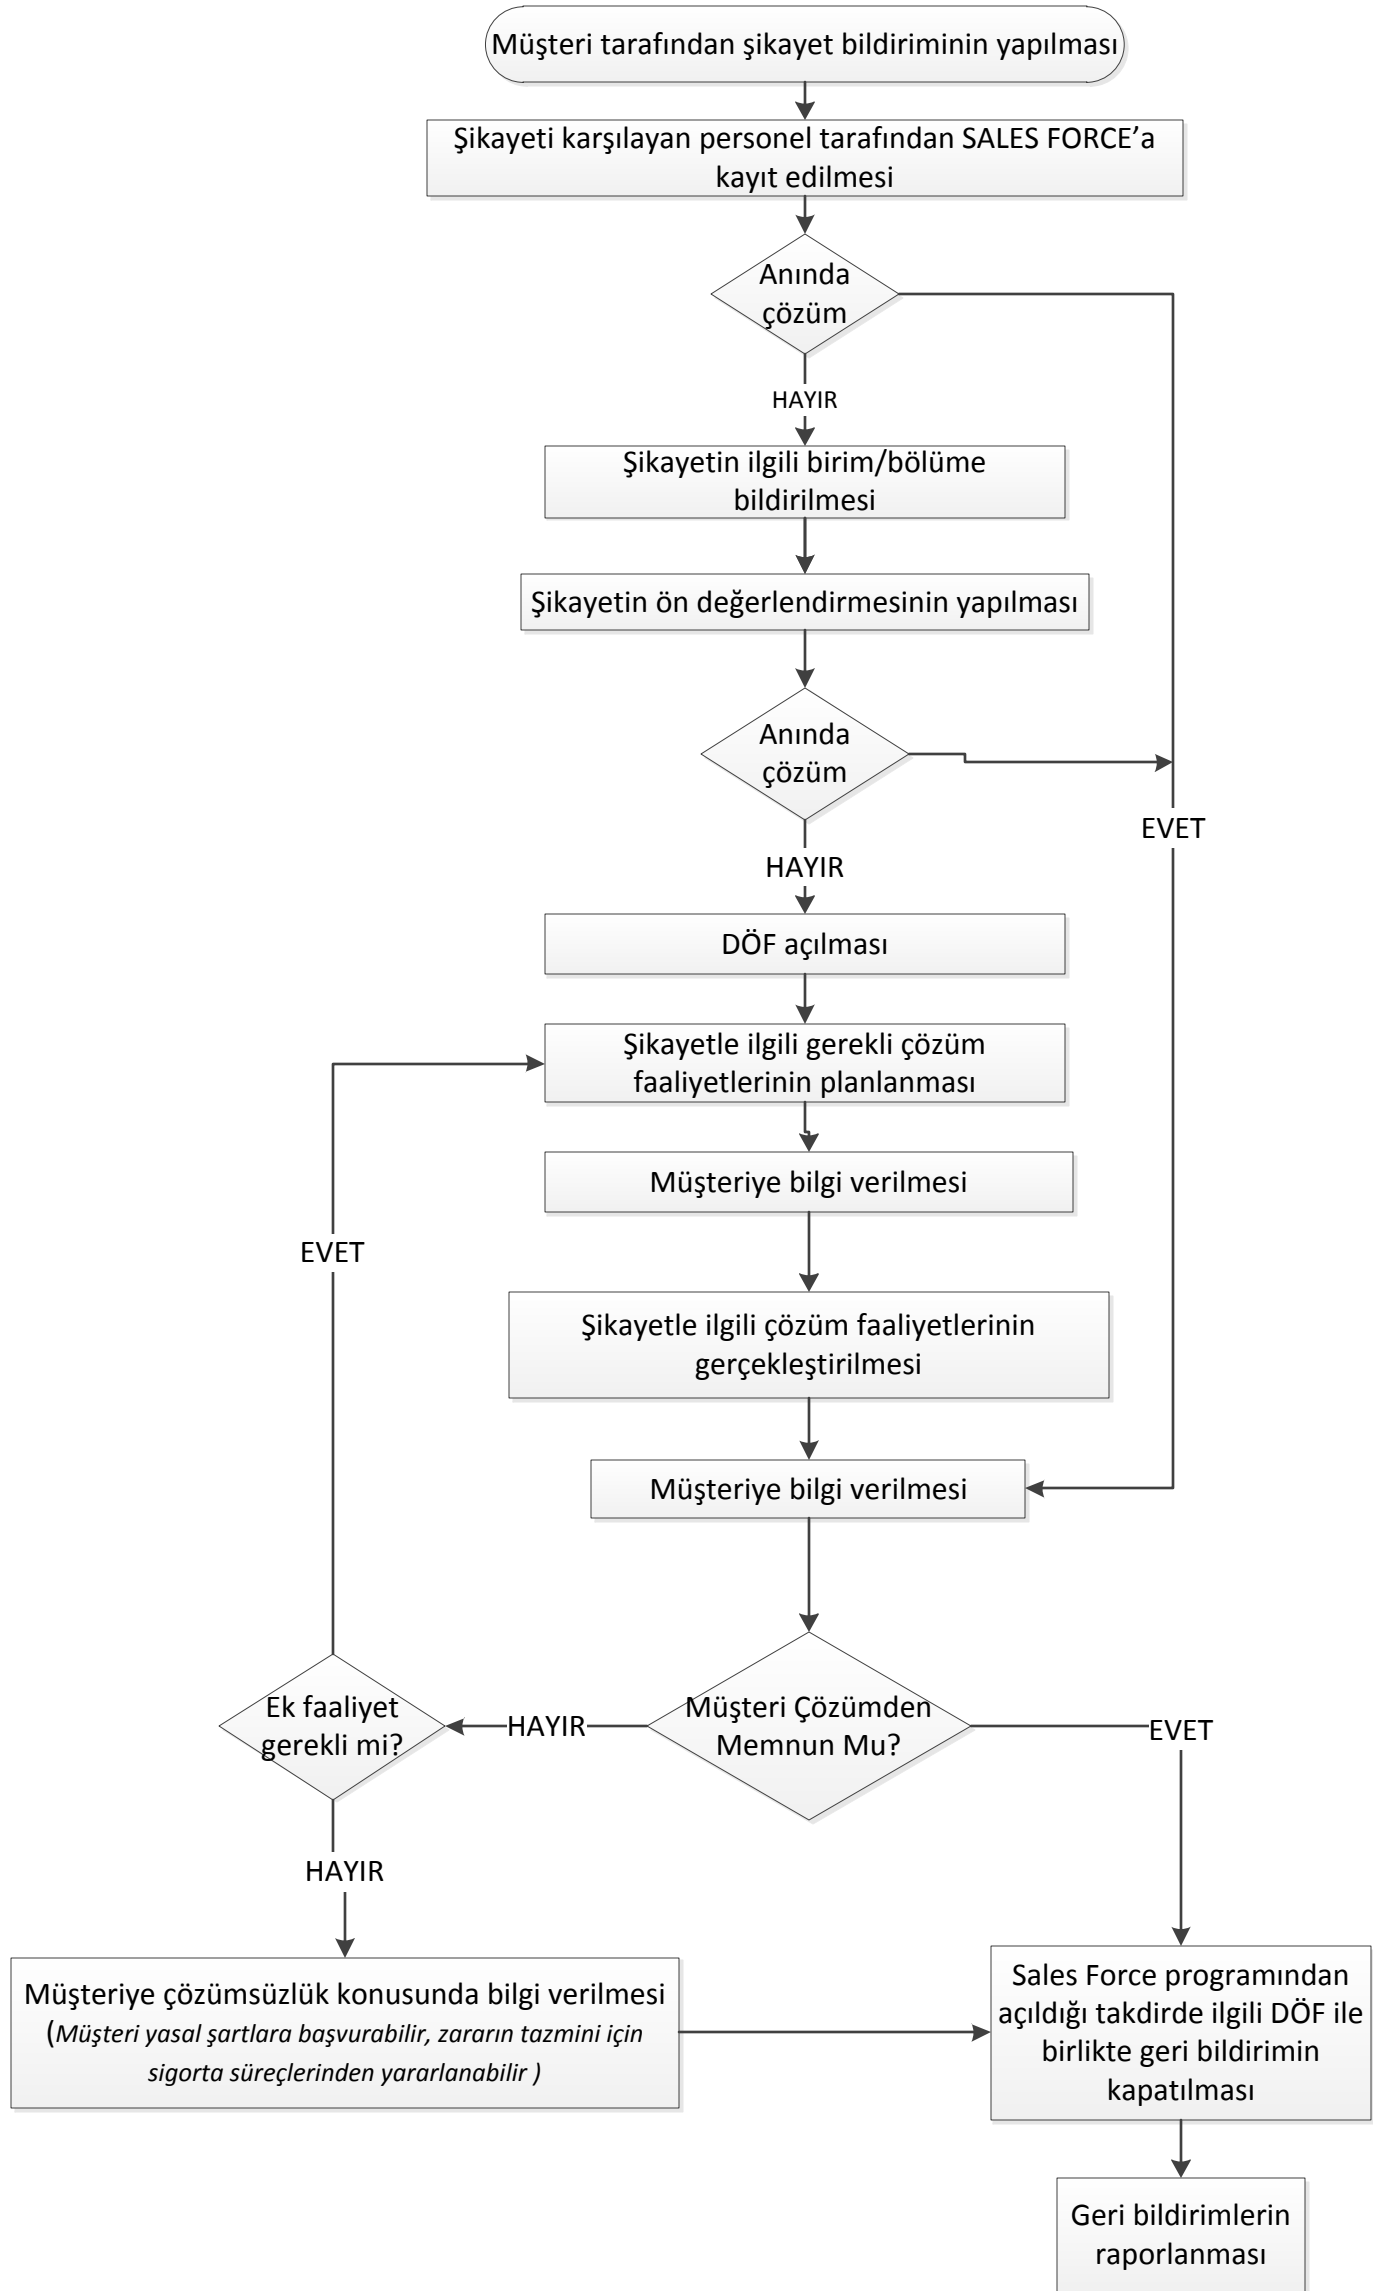 Müşteri tarafından şikayet bildiriminin yapılması
Şikayeti karşılayan personel tarafından SALES FORCE’a
kayıt edilmesi
Anında
çözüm
HAYIR
Şikayetin ilgili birim/bölüme
bildirilmesi
Şikayetin ön değerlendirmesinin yapılması
Anında
çözüm
EVET
HAYIR
DÖF açılması
Şikayetle ilgili gerekli çözüm
faaliyetlerinin planlanması
Müşteriye bilgi verilmesi
EVET
Şikayetle ilgili çözüm faaliyetlerinin
gerçekleştirilmesi
Müşteriye bilgi verilmesi
Müşteri Çözümden
Memnun Mu?
HAYIR
EVET
Ek faaliyet
gerekli mi?
HAYIR
Müşteriye çözümsüzlük konusunda bilgi verilmesi
(Müşteri yasal şartlara başvurabilir, zararın tazmini için
sigorta süreçlerinden yararlanabilir )
Sales Force programından
açıldığı takdirde ilgili DÖF ile
birlikte geri bildirimin
kapatılması
Geri bildirimlerin
raporlanması